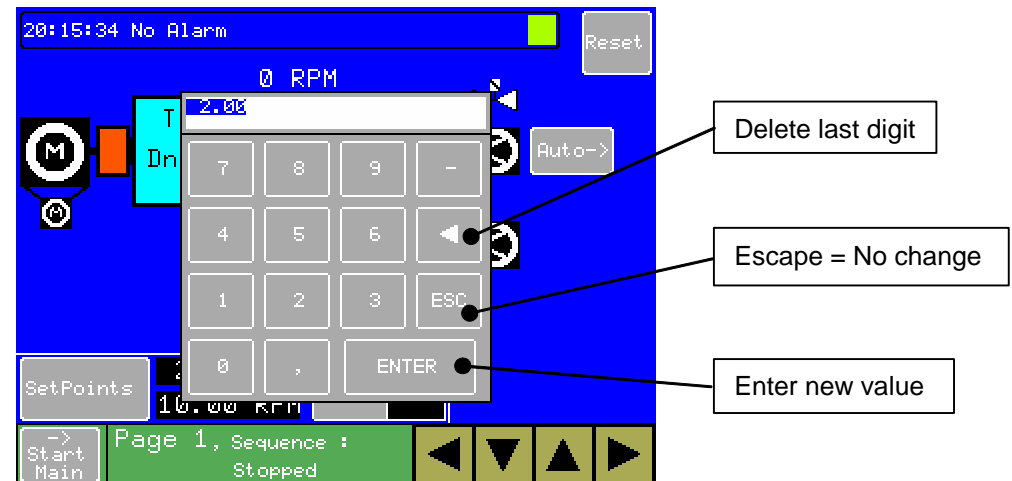 20:15:34 No Alarm
Reset
0 RPM
2.00
T
Dn
M
M
Auto->
7 8 9 -
4 5 6
1 2 3 ESC
0 , ENTER
SetPoints
10.00 RPM
->
Start
Main
Page 1, Sequence :
Stopped
Delete last digit
Escape = No change
Enter new value